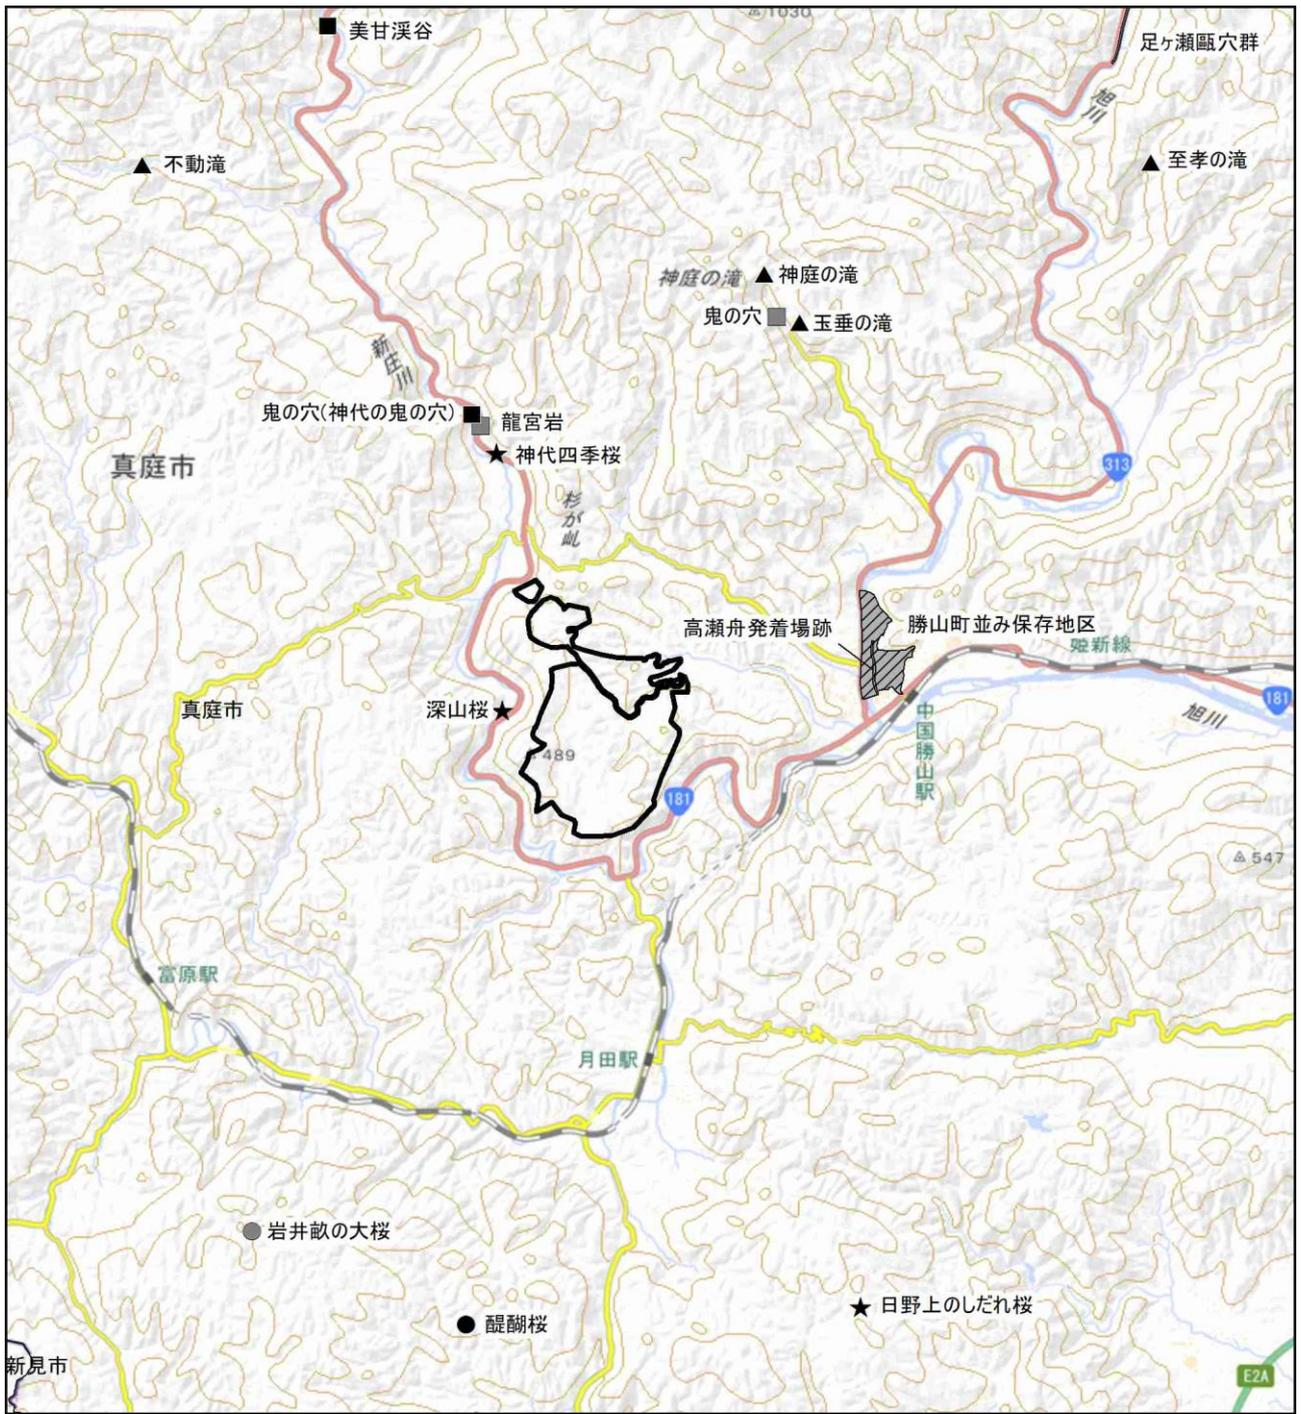 1030
美甘渓谷
足ヶ瀬甌穴群
旭川
不動滝
至孝の滝
神庭の滝
神庭の滝
鬼の穴
玉垂の滝
新庄川
鬼の穴(神代の鬼の穴)
龍宮岩
神代四季桜
真庭市
313
杉が乢
高瀬舟発着場跡
勝山町並み保存地区
姫新線
181
旭川
真庭市
深山桜
中国勝山駅
489
181
547
富原駅
月田駅
岩井畝の大桜
醍醐桜
日野上のしだれ桜
新見市
E2A